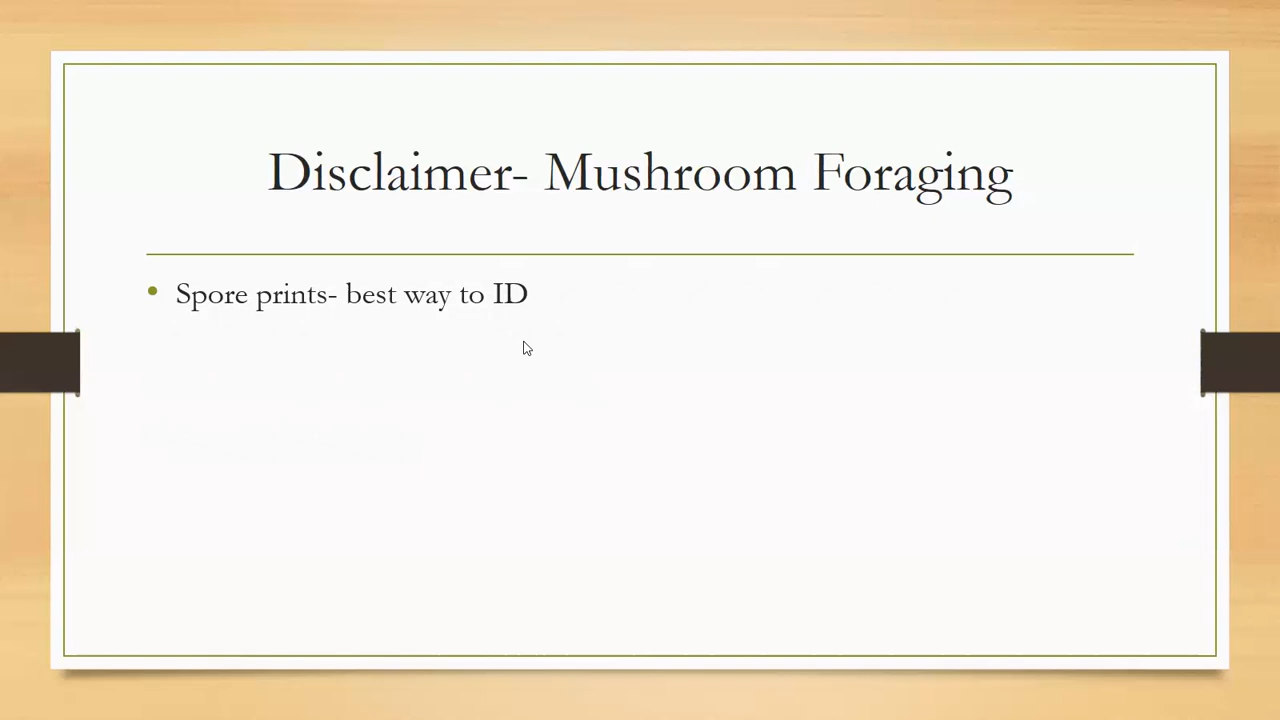 Disclaimer- Mushroom Foraging
Spore prints- best way to ID